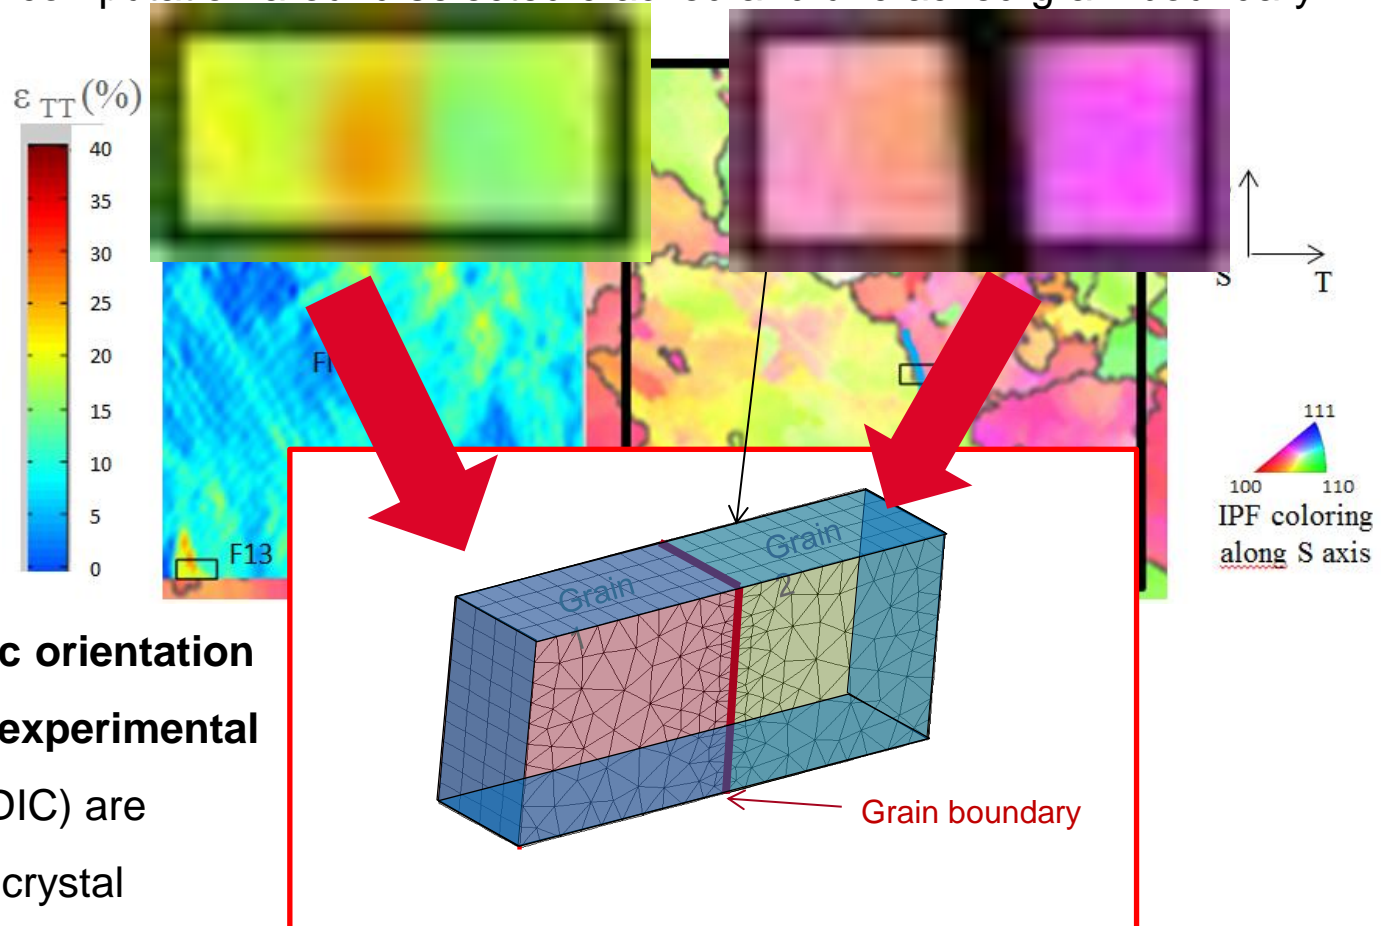 ε TT (%)
40
35
30
25
20
15
10
5
0
F13
S
T
111
100
110
IPF coloring
along S axis
Grain
1
Grain
2
Grain boundary
c orientation
experimental
DIC) are
crystal